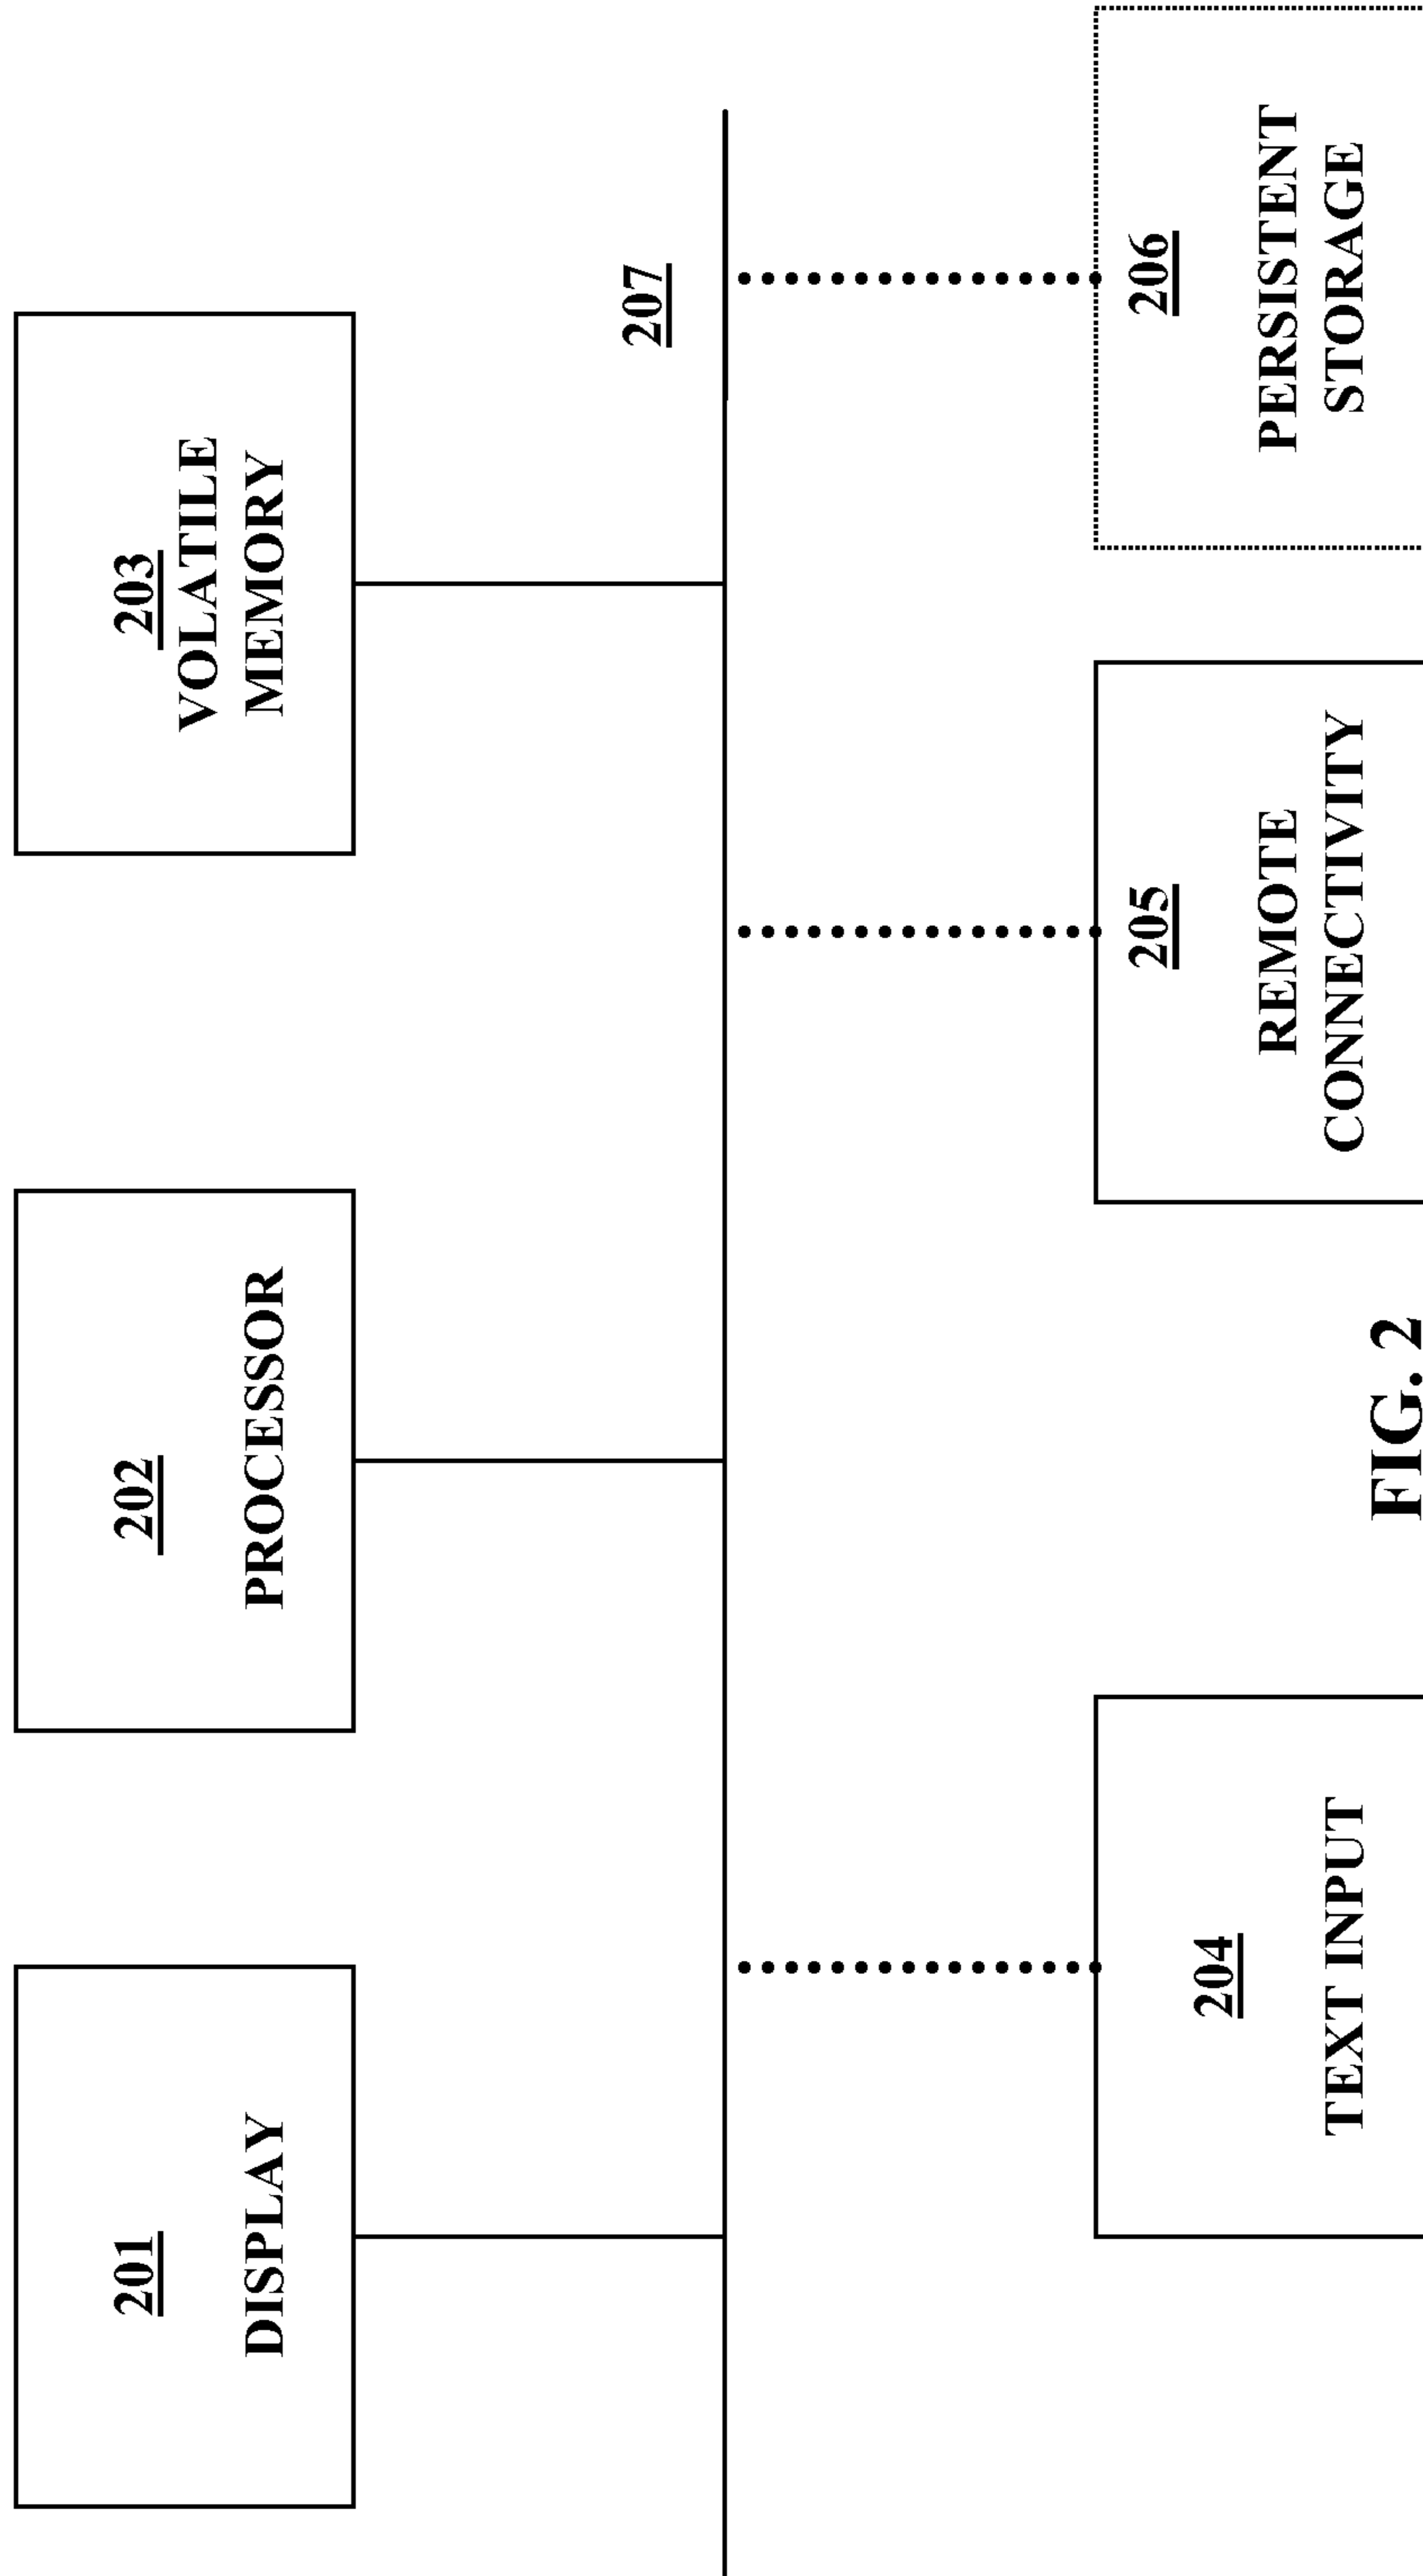 201
DISPLAY
202
PROCESSOR
203
VOLATILE
MEMORY
207
204
TEXT INPUT
205
REMOTE
CONNECTIVITY
206
PERSISTENT
STORAGE
FIG. 2